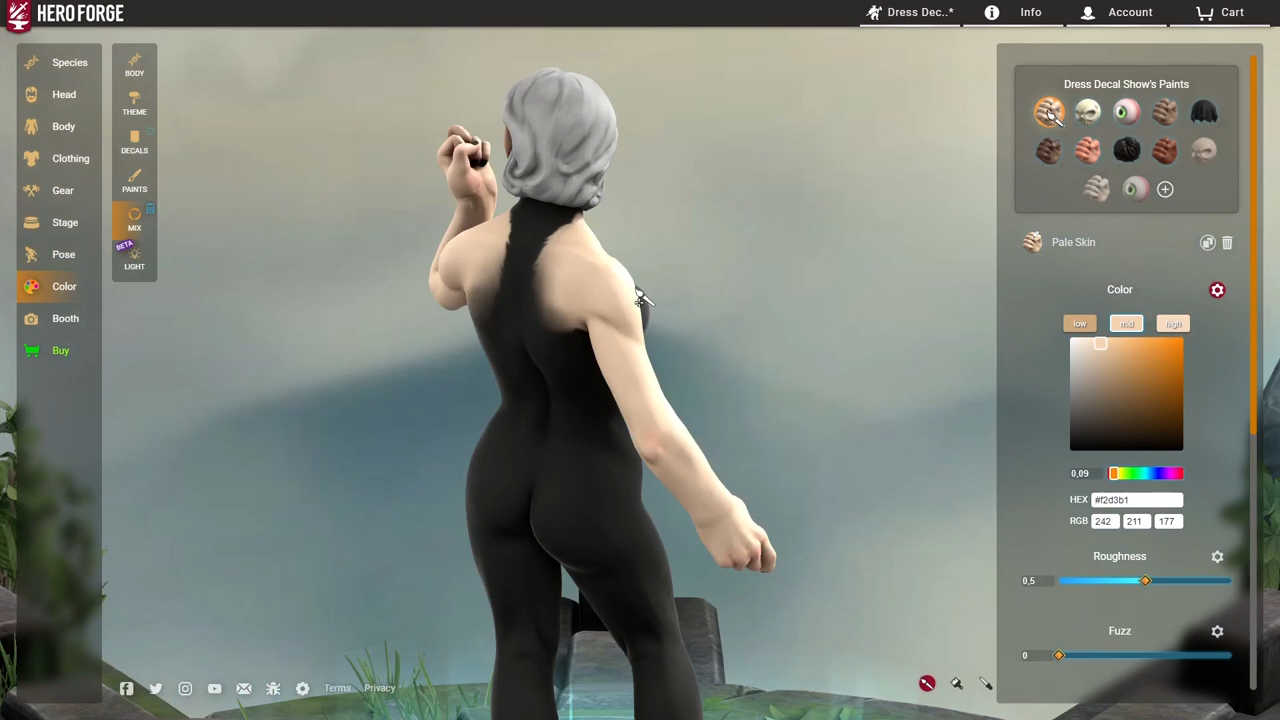 HERO FORGE
Dress Dec..*
Info
Account
Cart
Species
Head
Body
Clothing
Gear
Stage
Pose
Color
Booth
Buy
BODY
THEME
DECALS
PAINTS
MIX
BETA
LIGHT
Dress Decal Show's Paints
Pale Skin
Color
low mid high
0,09
HEX #f2d3b1
RGB 242 211 177
Roughness
0,5
Fuzz
0
Terms Privacy